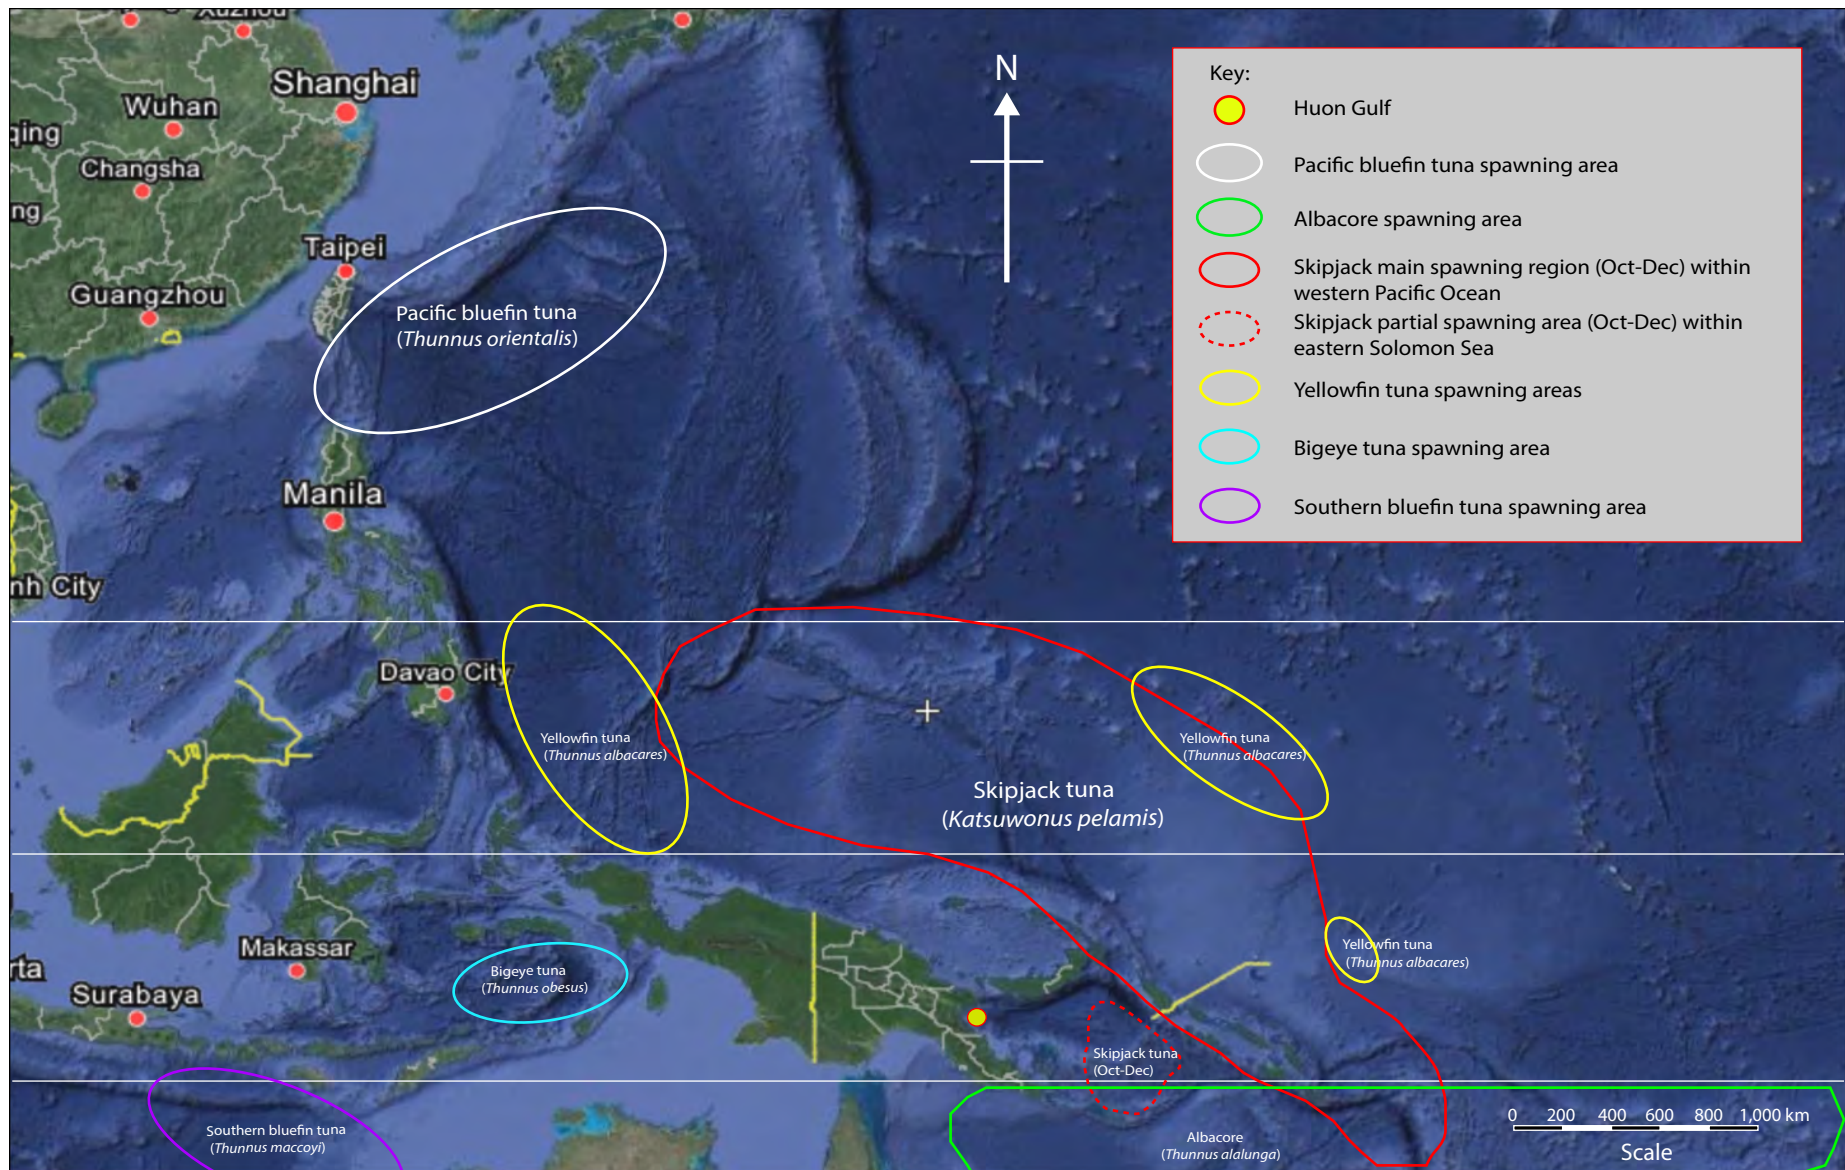 Xuzhou
Shanghai
Wuhan
qing
Changsha
ng
Taipei
Guangzhou
Manila
nh City
Davao City
Makassar
rta
Surabaya
N
Key:
Huon Gulf
Pacific bluefin tuna spawning area
Albacore spawning area
Skipjack main spawning region (Oct-Dec) within
western Pacific Ocean
Skipjack partial spawning area (Oct-Dec) within
eastern Solomon Sea
Yellowfin tuna spawning areas
Bigeye tuna spawning area
Southern bluefin tuna spawning area
Pacific bluefin tuna
(Thunnus orientalis)
Yellowfin tuna
(Thunnus albacares)
Yellowfin tuna
(Thunnus albacares)
Skipjack tuna
(Katsuwonus pelamis)
Yellowfin tuna
(Thunnus albacares)
Bigeye tuna
(Thunnus obesus)
Skipjack tuna
(Oct-Dec)
Southern bluefin tuna
(Thunnus maccoyi)
Albacore
(Thunnus alalunga)
0 200 400 600 800 1,000 km
Scale